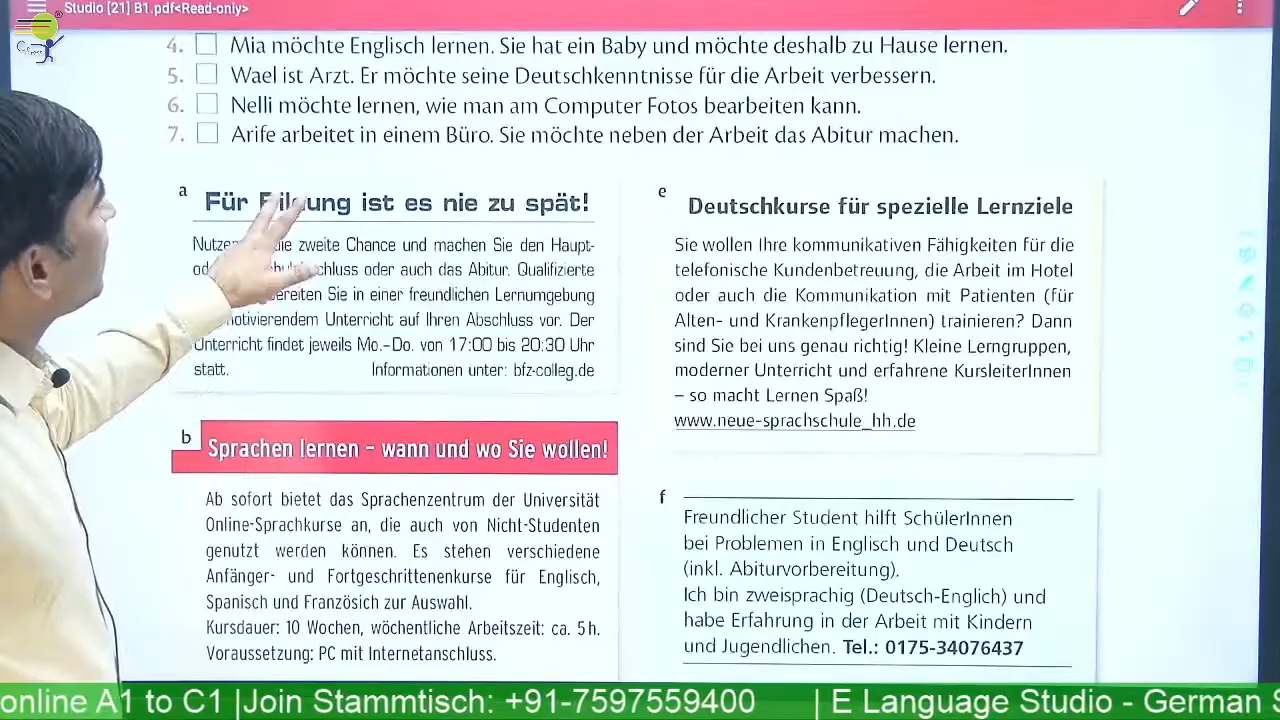 Studio [21] B1.pdf<Read-only>
4. Mia möchte Englisch lernen. Sie hat ein Baby und möchte deshalb zu Hause lernen.
5. Wael ist Arzt. Er möchte seine Deutschkenntnisse für die Arbeit verbessern.
6. Nelli möchte lernen, wie man am Computer Fotos bearbeiten kann.
7. Arife arbeitet in einem Büro. Sie möchte neben der Arbeit das Abitur machen.
a
Für Bildung ist es nie zu spät!
die zweite Chance und machen Sie den Haupt-
oder auch das Abitur. Qualifizierte
Sie in einer freundlichen Lernumgebung
motivierendem Unterricht auf Ihren Abschluss vor. Der
Unterricht findet jeweils Mo.–Do. von 17:00 bis 20:30 Uhr
statt. Informationen unter: bfz-colleg.de
b
Sprachen lernen – wann und wo Sie wollen!
Ab sofort bietet das Sprachenzentrum der Universität
Online-Sprachkurse an, die auch von Nicht-Studenten
genutzt werden können. Es stehen verschiedene
Anfänger- und Fortgeschrittenenkurse für Englisch,
Spanisch und Französich zur Auswahl.
Kursdauer: 10 Wochen, wöchentliche Arbeitszeit: ca. 5h.
Voraussetzung: PC mit Internetanschluss.
e
Deutschkurse für spezielle Lernziele
Sie wollen Ihre kommunikativen Fähigkeiten für die
telefonische Kundenbetreuung, die Arbeit im Hotel
oder auch die Kommunikation mit Patienten (für
Alten- und KrankenpflegerInnen) trainieren? Dann
sind Sie bei uns genau richtig! Kleine Lerngruppen,
moderner Unterricht und erfahrene KursleiterInnen
– so macht Lernen Spaß!
www.neue-sprachschule_hh.de
f
Freundlicher Student hilft SchülerInnen
bei Problemen in Englisch und Deutsch
(inkl. Abiturvorbereitung).
Ich bin zweisprachig (Deutsch-Englich) und
habe Erfahrung in der Arbeit mit Kindern
und Jugendlichen. Tel.: 0175-34076437
online A1 to C1 |Join Stammtisch: +91-7597559400 | E Language Studio - German S